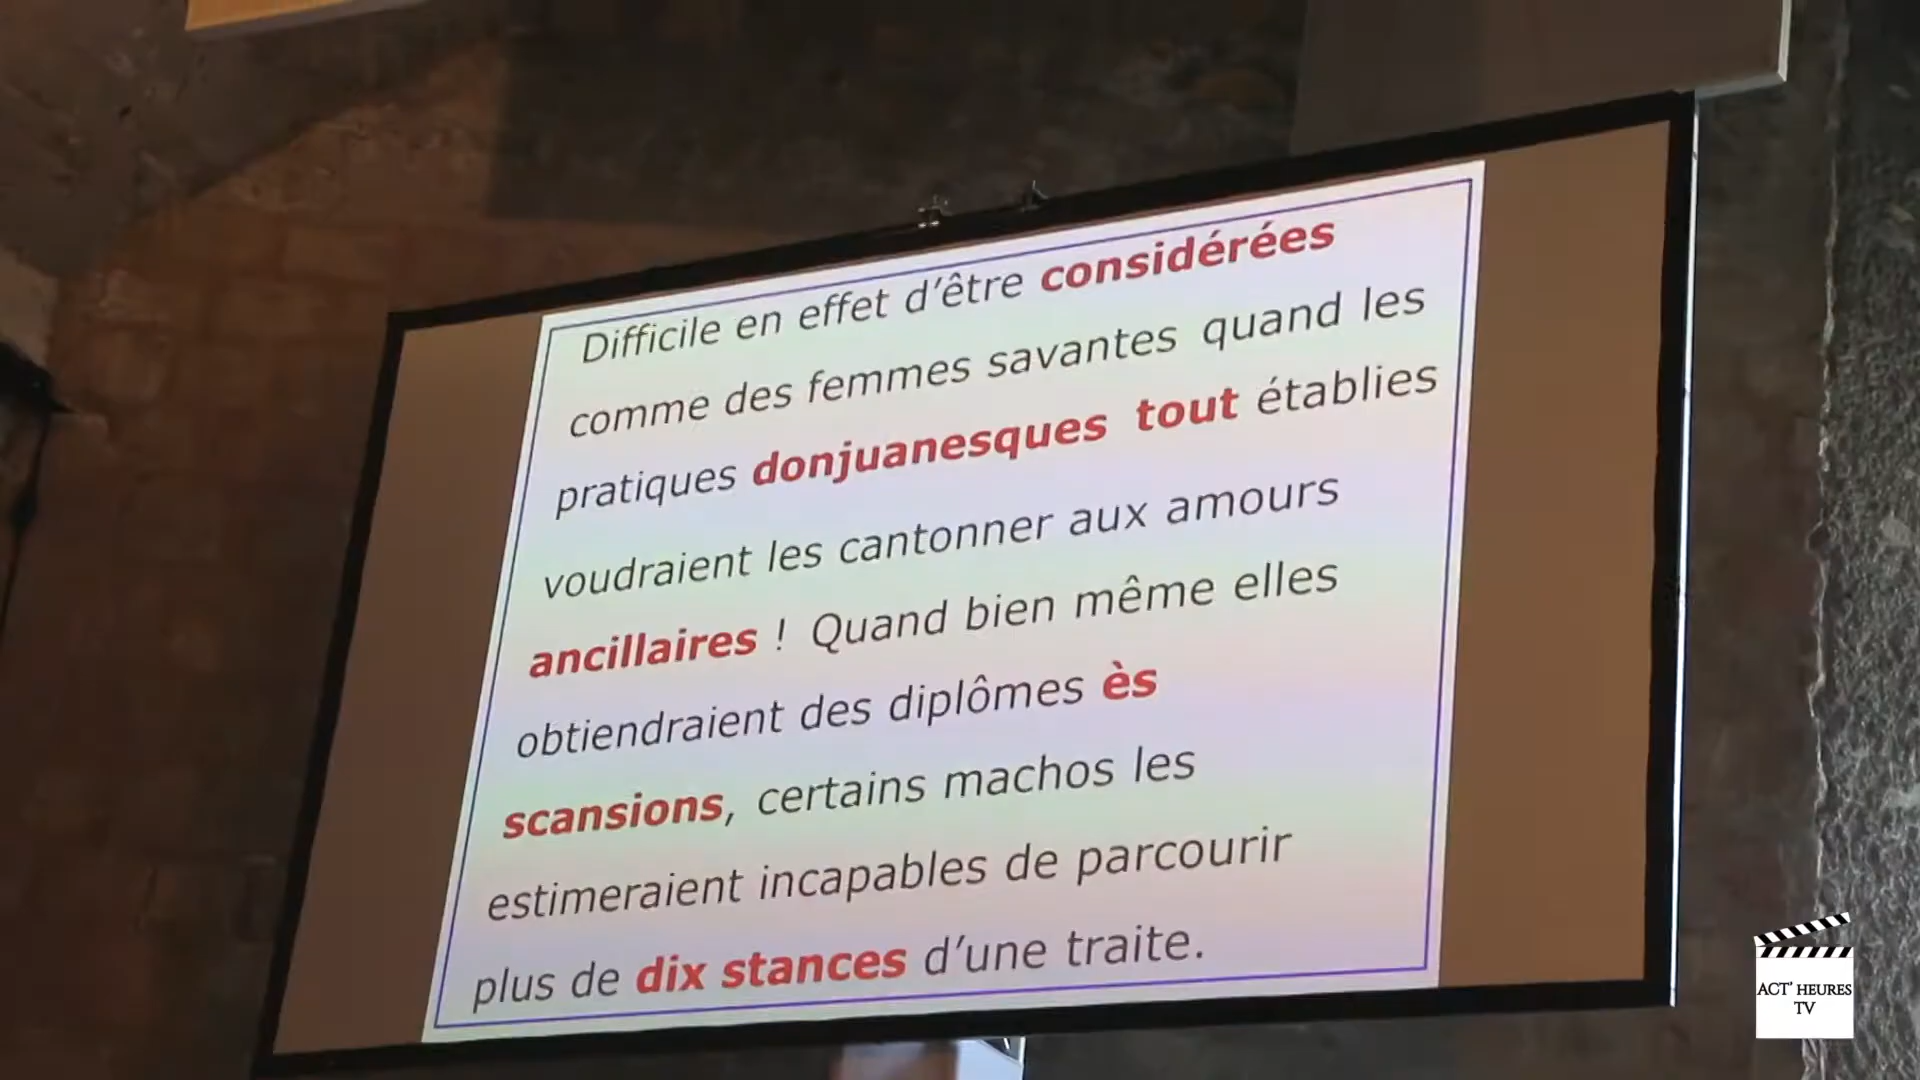 Difficile en effet d'être considérées
comme des femmes savantes quand les
pratiques donjuanesques tout établies
voudraient les cantonner aux amours
ancillaires ! Quand bien même elles
obtiendraient des diplômes ès
scansions, certains machos les
estimeraient incapables de parcourir
plus de dix stances d'une traite.
ACT' HEURES
TV